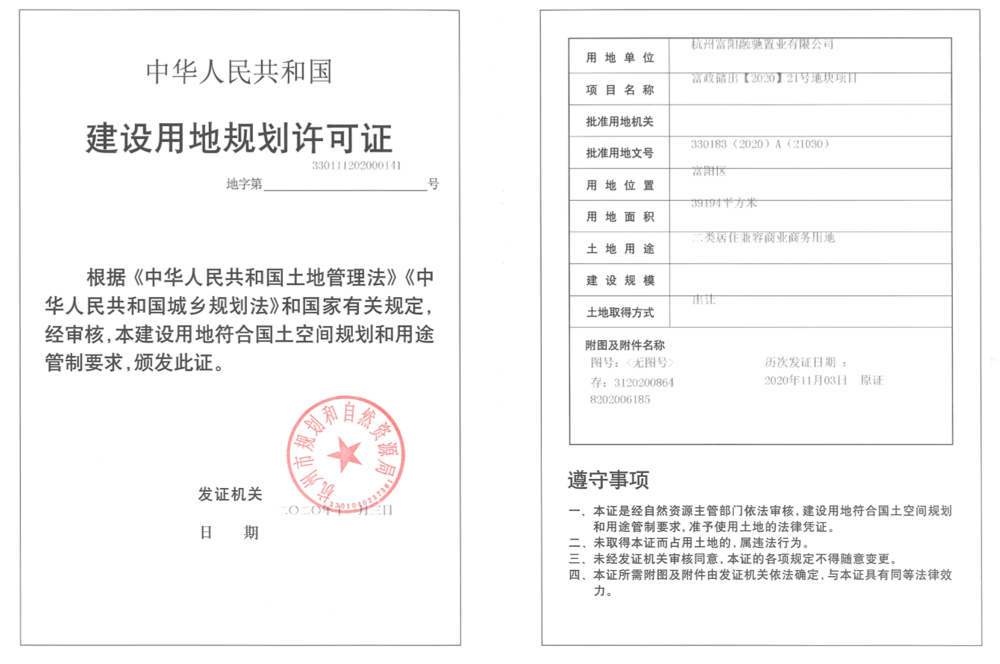 中华人民共和国
建设用地规划许可证
330111202000141
地字第 号
根据《中华人民共和国土地管理法》《中
华人民共和国城乡规划法》和国家有关规定,
经审核,本建设用地符合国土空间规划和用途
管制要求,颁发此证。
杭州市规划和自然资源局
3301040237381
发证机关
二〇二〇年十一月三日
日 期
用地单位 杭州富阳融驰置业有限公司
项目名称 富政储出【2020】21号地块项目
批准用地机关
批准用地文号 330183（2020）A（21030）
用地位置 富阳区
用地面积 39194平方米
土地用途 二类居住兼容商业商务用地
建设规模
土地取得方式 出让
附图及附件名称
图号：<无图号> 历次发证日期 ：
存：3120200864 2020年11月03日 原证
8202006185
遵守事项
一、本证是经自然资源主管部门依法审核,建设用地符合国土空间规划
和用途管制要求,准予使用土地的法律凭证。
二、未取得本证而占用土地的,属违法行为。
三、未经发证机关审核同意,本证的各项规定不得随意变更。
四、本证所需附图及附件由发证机关依法确定,与本证具有同等法律效
力。